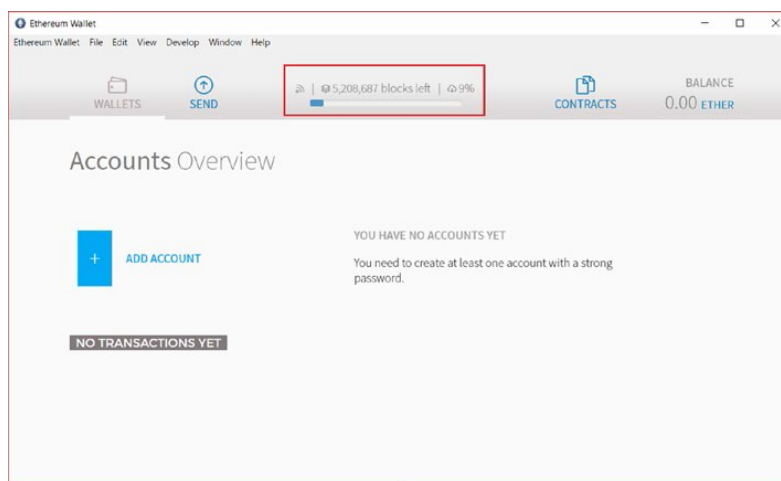 Ethereum Wallet
Ethereum Wallet File Edit View Develop Window Help
WALLETS
SEND
5,208,687 blocks left | 9%
CONTRACTS
BALANCE
0.00 ETHER
Accounts Overview
ADD ACCOUNT
YOU HAVE NO ACCOUNTS YET
You need to create at least one account with a strong
password.
NO TRANSACTIONS YET